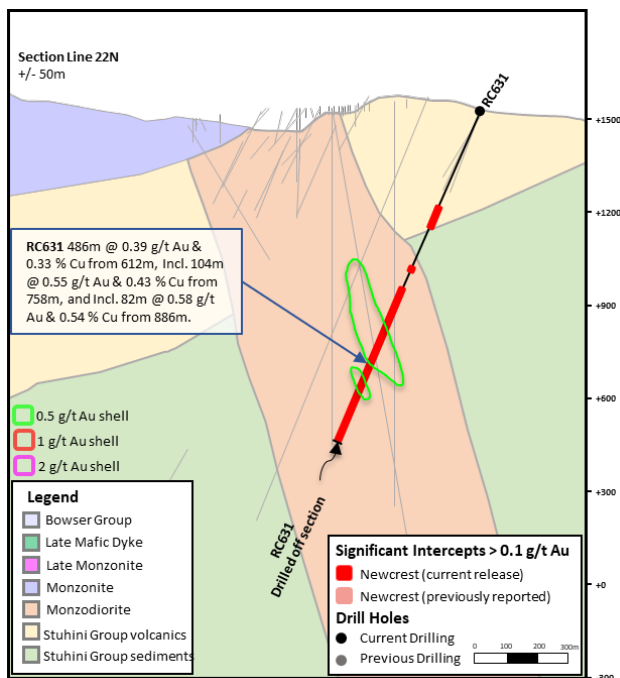 Section Line 22N
+/- 50m
RC631
+1500
+1200
+900
+600
+300
+0
-300
RC631 486m @ 0.39 g/t Au &
0.33 % Cu from 612m, Incl. 104m
@ 0.55 g/t Au & 0.43 % Cu from
758m, and Incl. 82m @ 0.58 g/t
Au & 0.54 % Cu from 886m.
0.5 g/t Au shell
1 g/t Au shell
2 g/t Au shell
RC631
Drilled off section
Legend
Bowser Group
Late Mafic Dyke
Late Monzonite
Monzonite
Monzodiorite
Stuhini Group volcanics
Stuhini Group sediments
Significant Intercepts > 0.1 g/t Au
Newcrest (current release)
Newcrest (previously reported)
Drill Holes
Current Drilling
Previous Drilling
0 100 200 300m